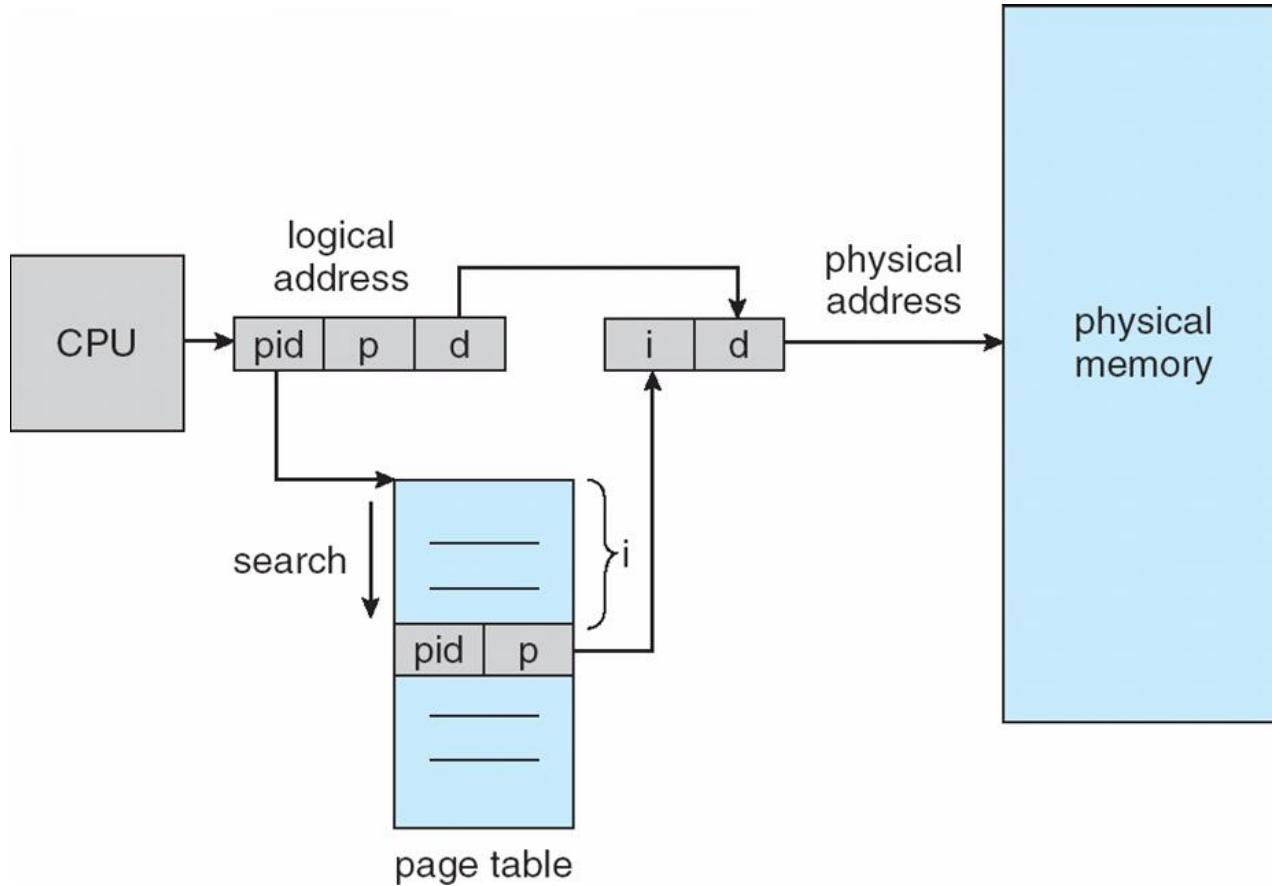 logical
address
physical
address
CPU
pid p d
i d
physical
memory
search
i
pid p
page table